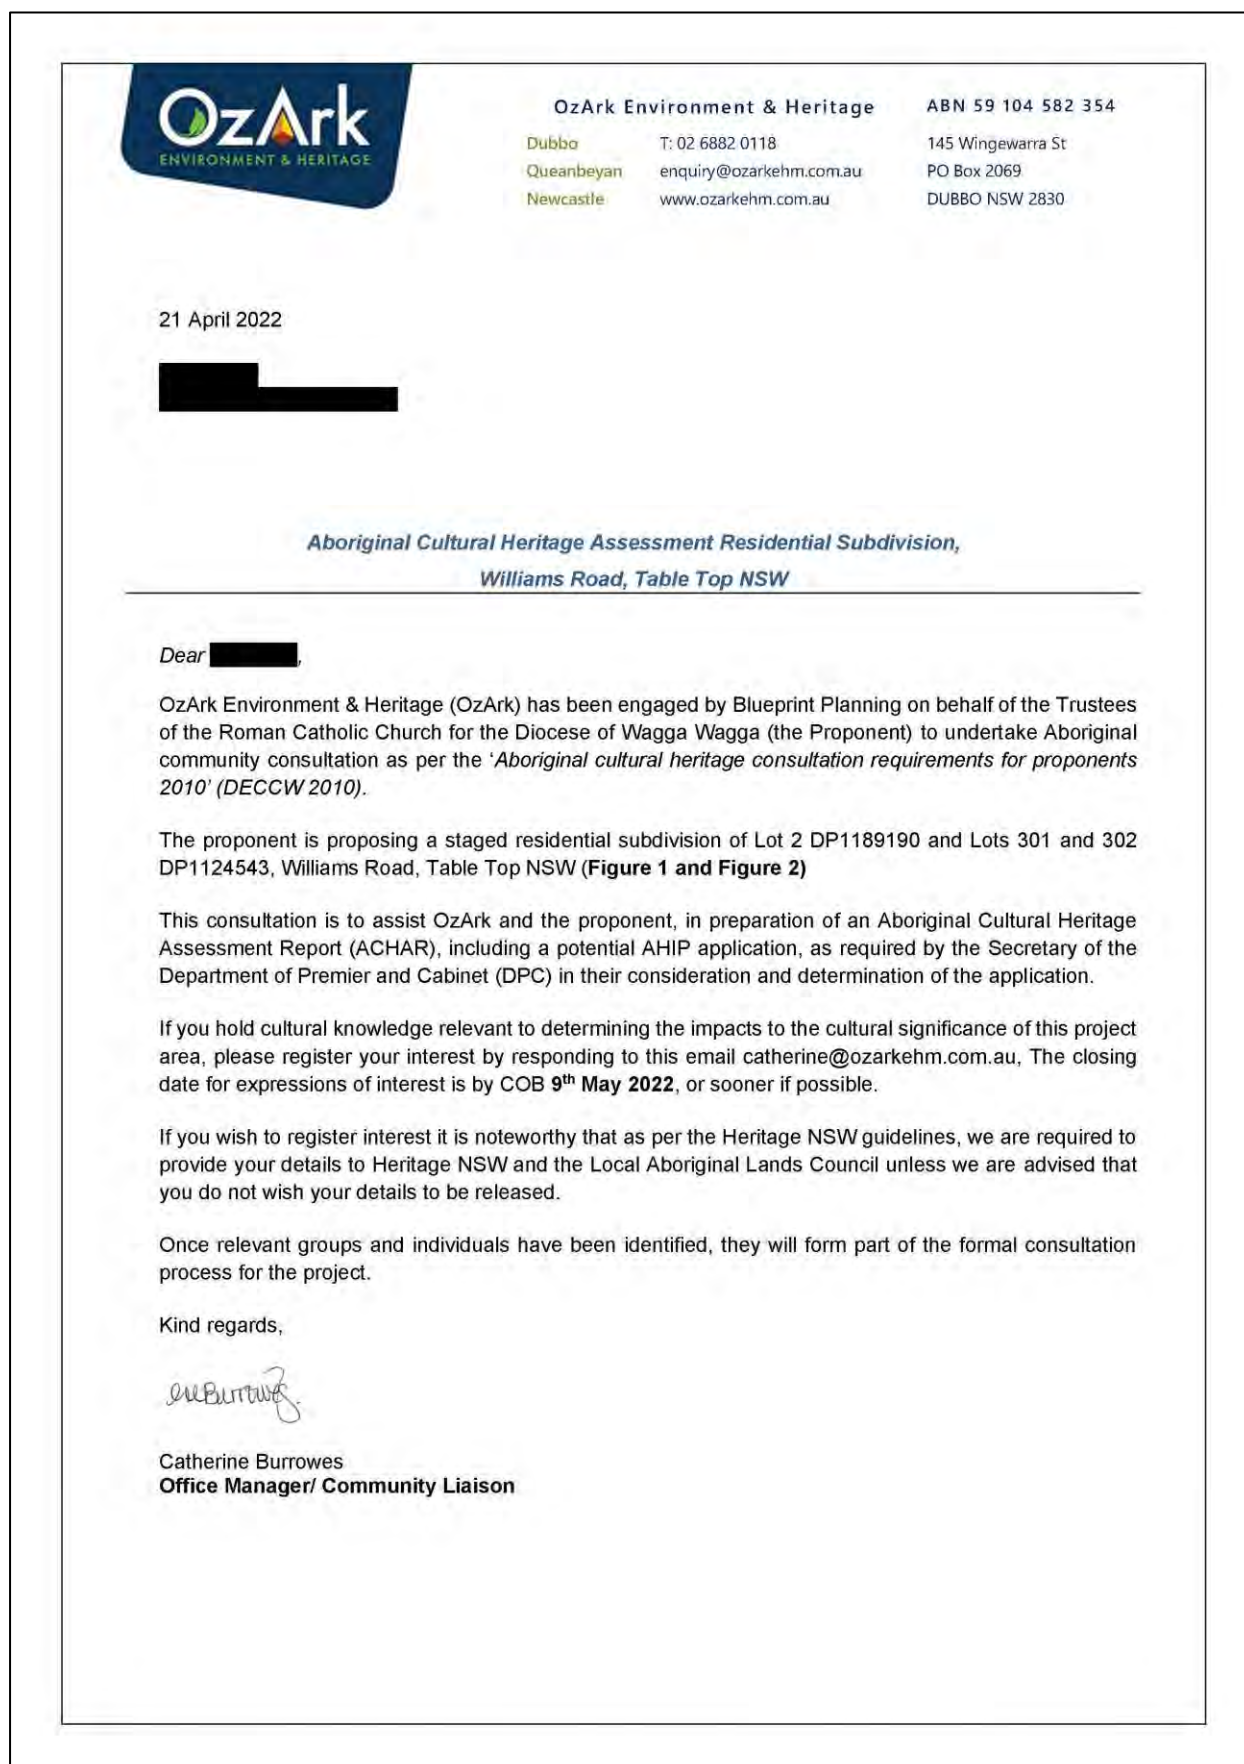 OzArk
ENVIRONMENT & HERITAGE
OzArk Environment & Heritage
Dubbo T: 02 6882 0118
Queanbeyan enquiry@ozarkehm.com.au
Newcastle www.ozarkehm.com.au
ABN 59 104 582 354
145 Wingewarra St
PO Box 2069
DUBBO NSW 2830
21 April 2022
Aboriginal Cultural Heritage Assessment Residential Subdivision,
Williams Road, Table Top NSW
Dear ,
OzArk Environment & Heritage (OzArk) has been engaged by Blueprint Planning on behalf of the Trustees
of the Roman Catholic Church for the Diocese of Wagga Wagga (the Proponent) to undertake Aboriginal
community consultation as per the ‘Aboriginal cultural heritage consultation requirements for proponents
2010’ (DECCW 2010).
The proponent is proposing a staged residential subdivision of Lot 2 DP1189190 and Lots 301 and 302
DP1124543, Williams Road, Table Top NSW (Figure 1 and Figure 2)
This consultation is to assist OzArk and the proponent, in preparation of an Aboriginal Cultural Heritage
Assessment Report (ACHAR), including a potential AHIP application, as required by the Secretary of the
Department of Premier and Cabinet (DPC) in their consideration and determination of the application.
If you hold cultural knowledge relevant to determining the impacts to the cultural significance of this project
area, please register your interest by responding to this email catherine@ozarkehm.com.au, The closing
date for expressions of interest is by COB 9th May 2022, or sooner if possible.
If you wish to register interest it is noteworthy that as per the Heritage NSW guidelines, we are required to
provide your details to Heritage NSW and the Local Aboriginal Lands Council unless we are advised that
you do not wish your details to be released.
Once relevant groups and individuals have been identified, they will form part of the formal consultation
process for the project.
Kind regards,
Catherine Burrowes
Office Manager/ Community Liaison